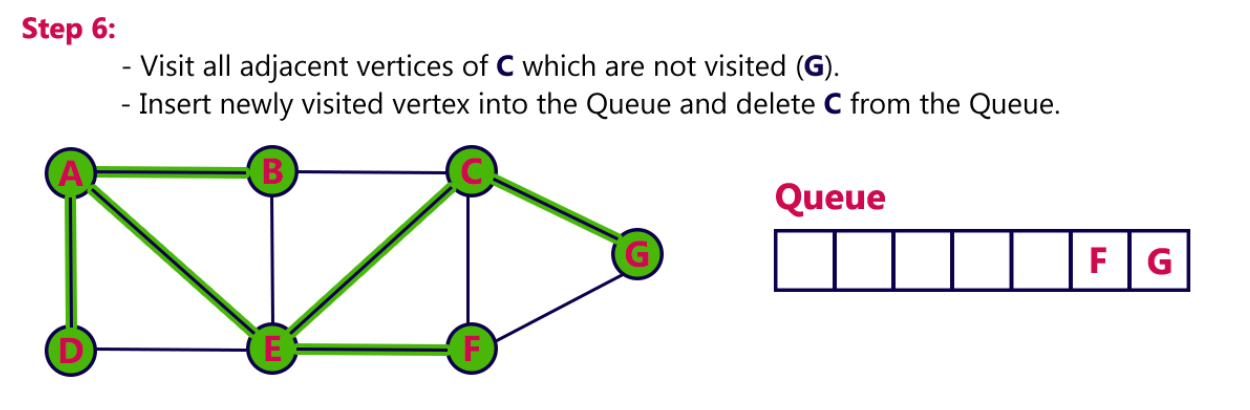 Step 6:
- Visit all adjacent vertices of C which are not visited (G).
- Insert newly visited vertex into the Queue and delete C from the Queue.
A B C
Queue
G
F G
D E F